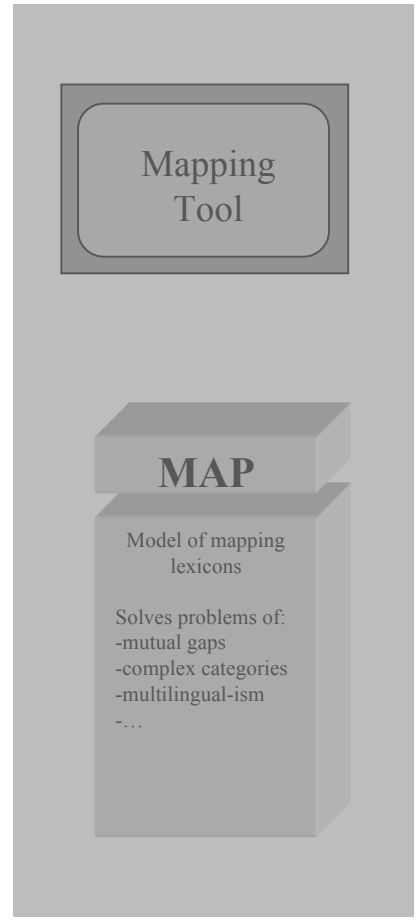 Mapping
Tool
MAP
Model of mapping
lexicons
Solves problems of:
-mutual gaps
-complex categories
-multilingual-ism
-…